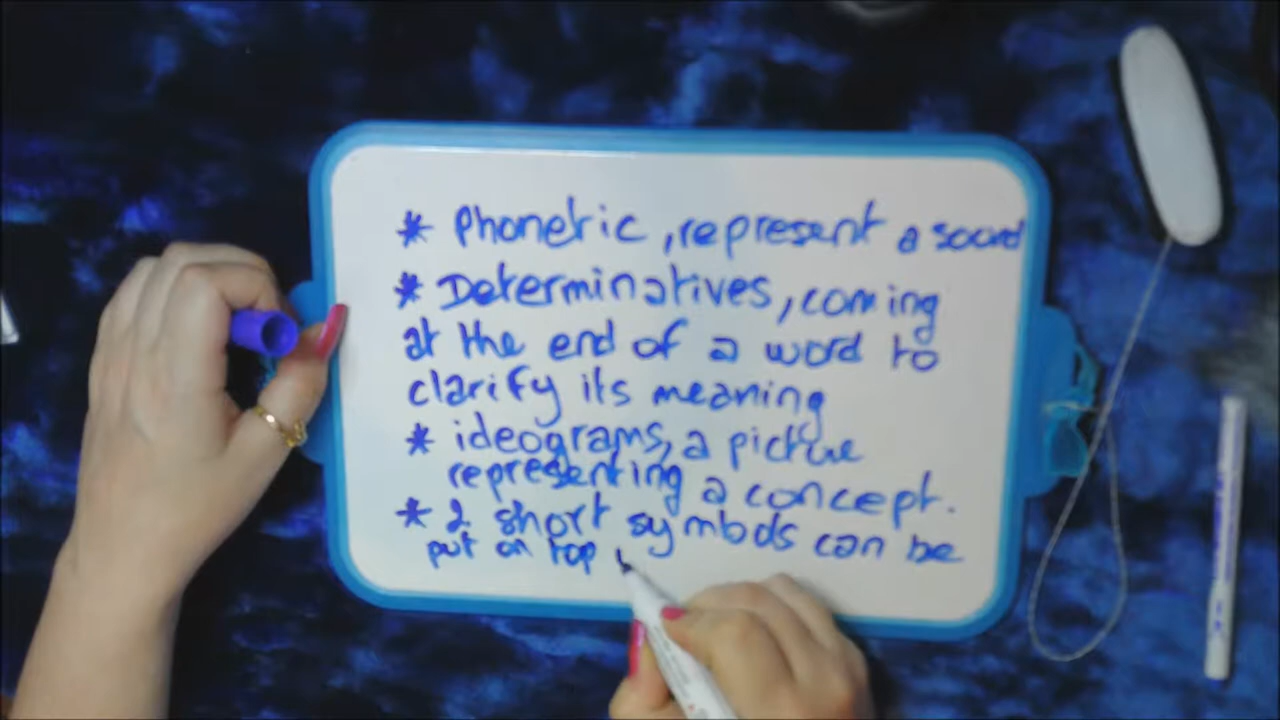 * Phonetic, represent a sound
* Determinatives, coming
at the end of a word to
clarify its meaning
* ideograms, a picture
representing a concept.
* 2 short symbols can be
put on top